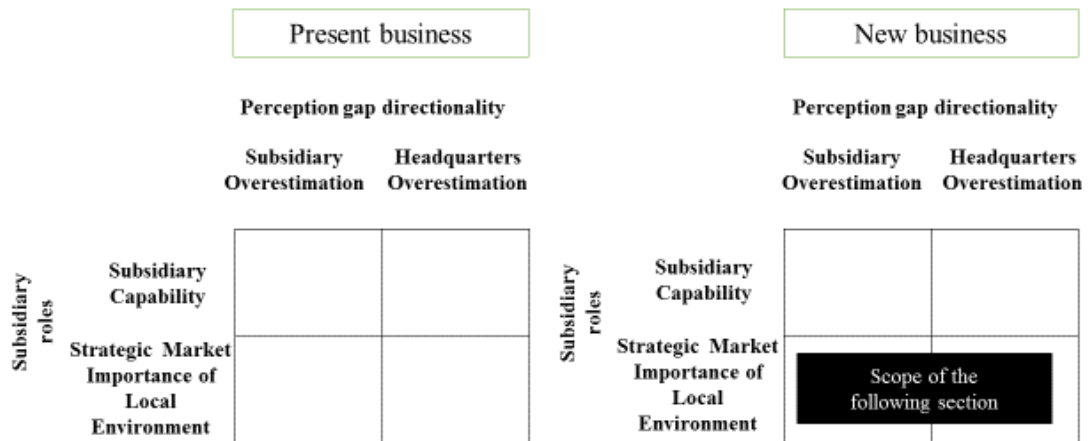 Present business
Perception gap directionality
Subsidiary
Overestimation
Headquarters
Overestimation
Subsidiary
roles
Subsidiary
Capability
Strategic Market
Importance of
Local
Environment
New business
Perception gap directionality
Subsidiary
Overestimation
Headquarters
Overestimation
Subsidiary
roles
Subsidiary
Capability
Strategic Market
Importance of
Local
Environment
Scope of the
following section